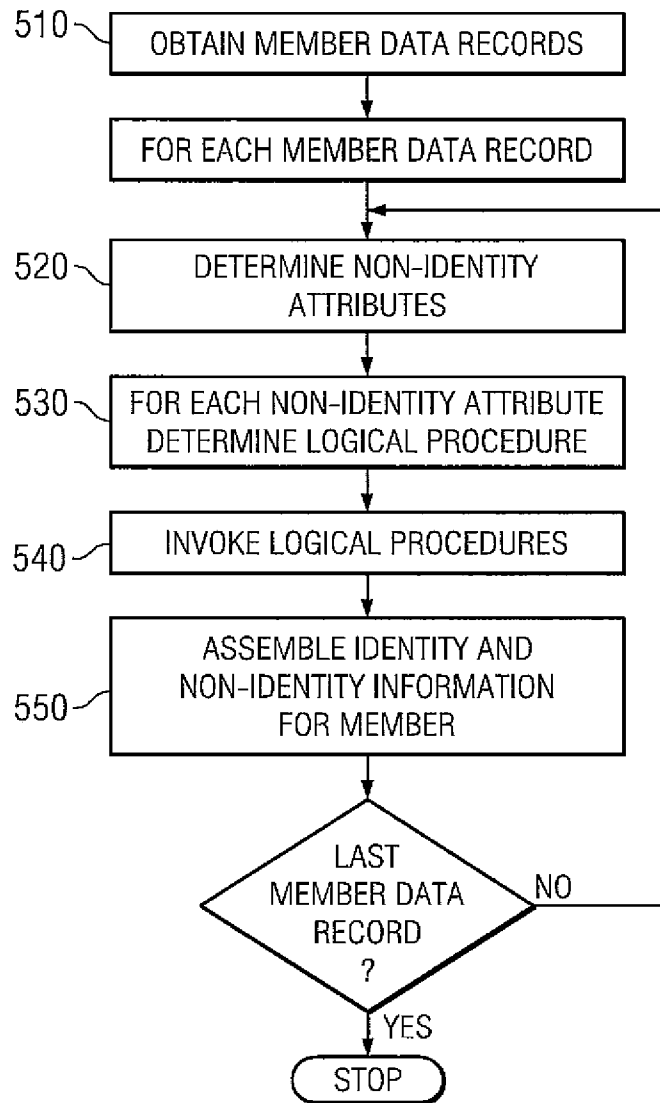 510
OBTAIN MEMBER DATA RECORDS
FOR EACH MEMBER DATA RECORD
520
DETERMINE NON-IDENTITY
ATTRIBUTES
530
FOR EACH NON-IDENTITY ATTRIBUTE
DETERMINE LOGICAL PROCEDURE
540
INVOKE LOGICAL PROCEDURES
550
ASSEMBLE IDENTITY AND
NON-IDENTITY INFORMATION
FOR MEMBER
LAST
MEMBER DATA
RECORD
?
NO
YES
STOP